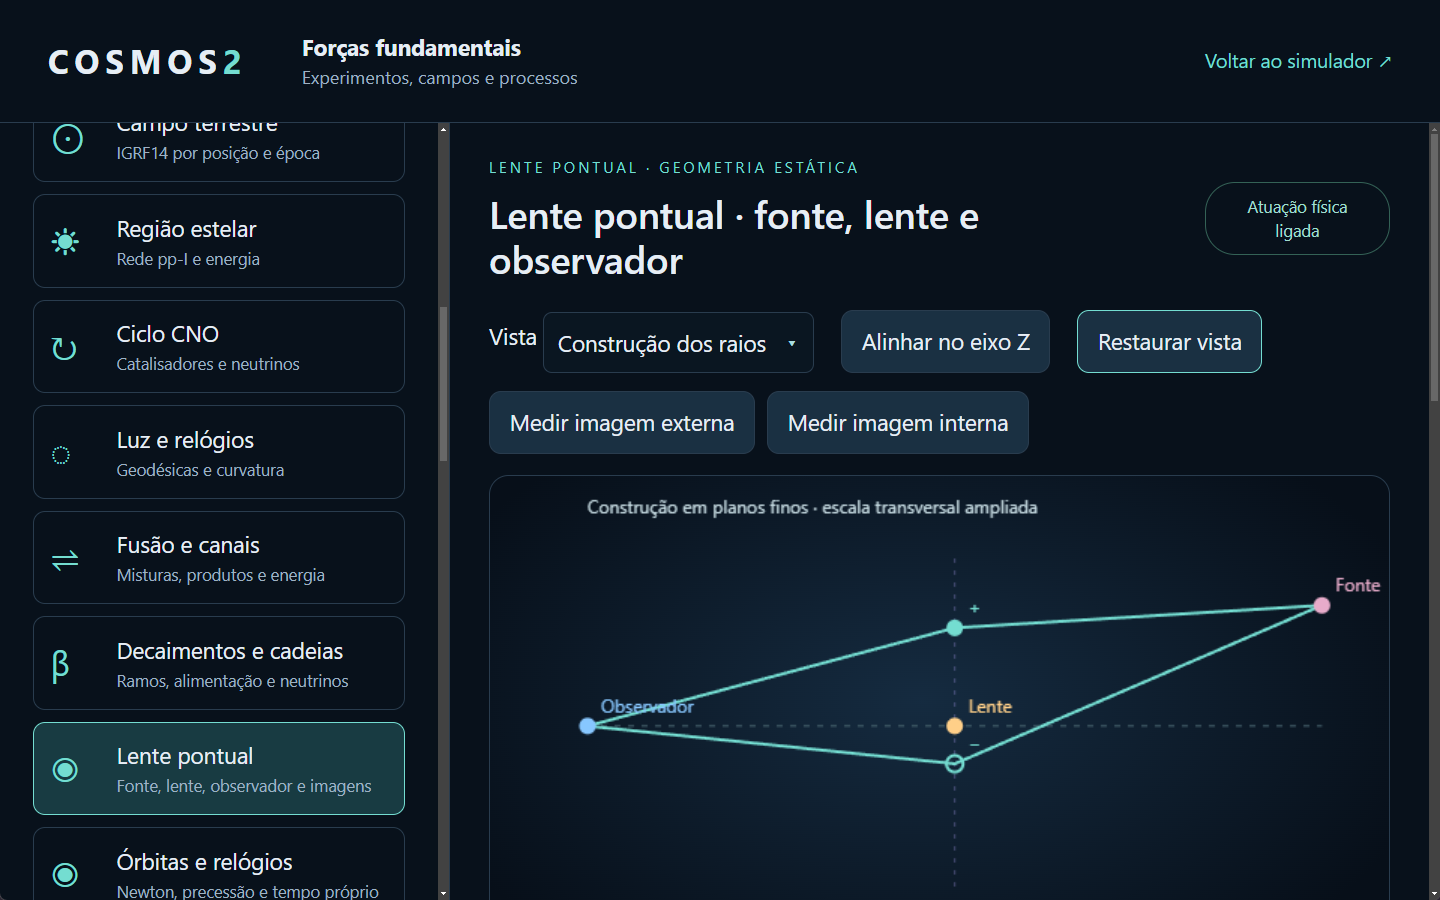 COSMOS2
Forças fundamentais
Experimentos, campos e processos
Voltar ao simulador ↗
Campo terrestre
IGRF14 por posição e época
Região estelar
Rede pp-I e energia
Ciclo CNO
Catalisadores e neutrinos
Luz e relógios
Geodésicas e curvatura
Fusão e canais
Misturas, produtos e energia
β
Decaimentos e cadeias
Ramos, alimentação e neutrinos
Lente pontual
Fonte, lente, observador e imagens
Órbitas e relógios
Newton, precessão e tempo próprio
LENTE PONTUAL · GEOMETRIA ESTÁTICA
Lente pontual · fonte, lente e
observador
Atuação física
ligada
Vista
Construção dos raios
Alinhar no eixo Z
Restaurar vista
Medir imagem externa
Medir imagem interna
Construção em planos finos · escala transversal ampliada
Fonte
+
Observador
Lente
−